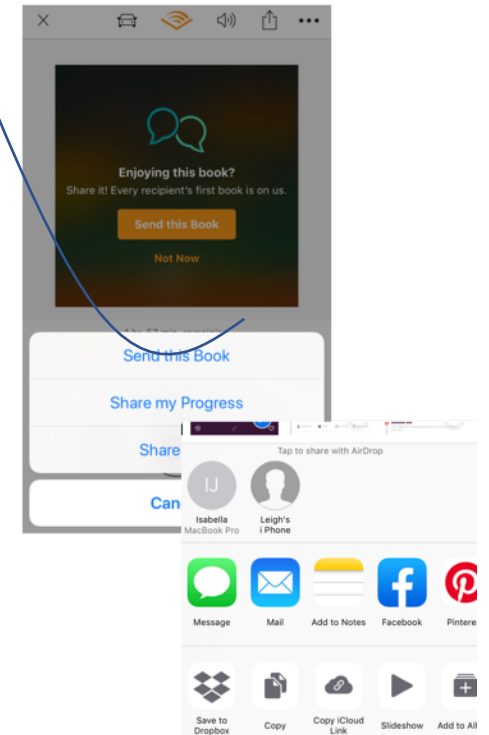 Enjoying this book?
Share it! Every recipient's first book is on us.
Send this Book
Not Now
Send this Book
Share my Progress
Share
Can
Tap to share with AirDrop
IJ
Isabella
MacBook Pro
Leigh's
i Phone
Message
Mail
Add to Notes
Facebook
Pintere
Save to
Dropbox
Copy
Copy iCloud
Link
Slideshow
Add to All